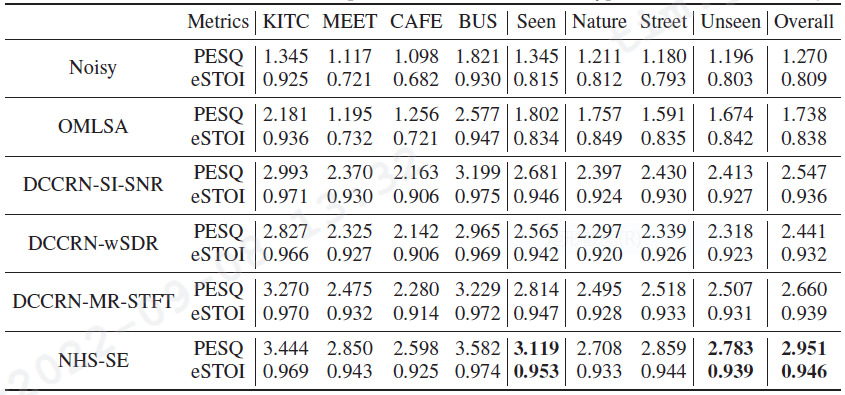 Metrics KITC MEET CAFE BUS Seen Nature Street Unseen Overall
Noisy PESQ 1.345 1.117 1.098 1.821 1.345 1.211 1.180 1.196 1.270
eSTOI 0.925 0.721 0.682 0.930 0.815 0.812 0.793 0.803 0.809
OMLSA PESQ 2.181 1.195 1.256 2.577 1.802 1.757 1.591 1.674 1.738
eSTOI 0.936 0.732 0.721 0.947 0.834 0.849 0.835 0.842 0.838
DCCRN-SI-SNR PESQ 2.993 2.370 2.163 3.199 2.681 2.397 2.430 2.413 2.547
eSTOI 0.971 0.930 0.906 0.975 0.946 0.924 0.930 0.927 0.936
DCCRN-wSDR PESQ 2.827 2.325 2.142 2.965 2.565 2.297 2.339 2.318 2.441
eSTOI 0.966 0.927 0.906 0.969 0.942 0.920 0.926 0.923 0.932
DCCRN-MR-STFT PESQ 3.270 2.475 2.280 3.229 2.814 2.495 2.518 2.507 2.660
eSTOI 0.970 0.932 0.914 0.972 0.947 0.928 0.933 0.931 0.939
NHS-SE PESQ 3.444 2.850 2.598 3.582 3.119 2.708 2.859 2.783 2.951
eSTOI 0.969 0.943 0.925 0.974 0.953 0.933 0.944 0.939 0.946